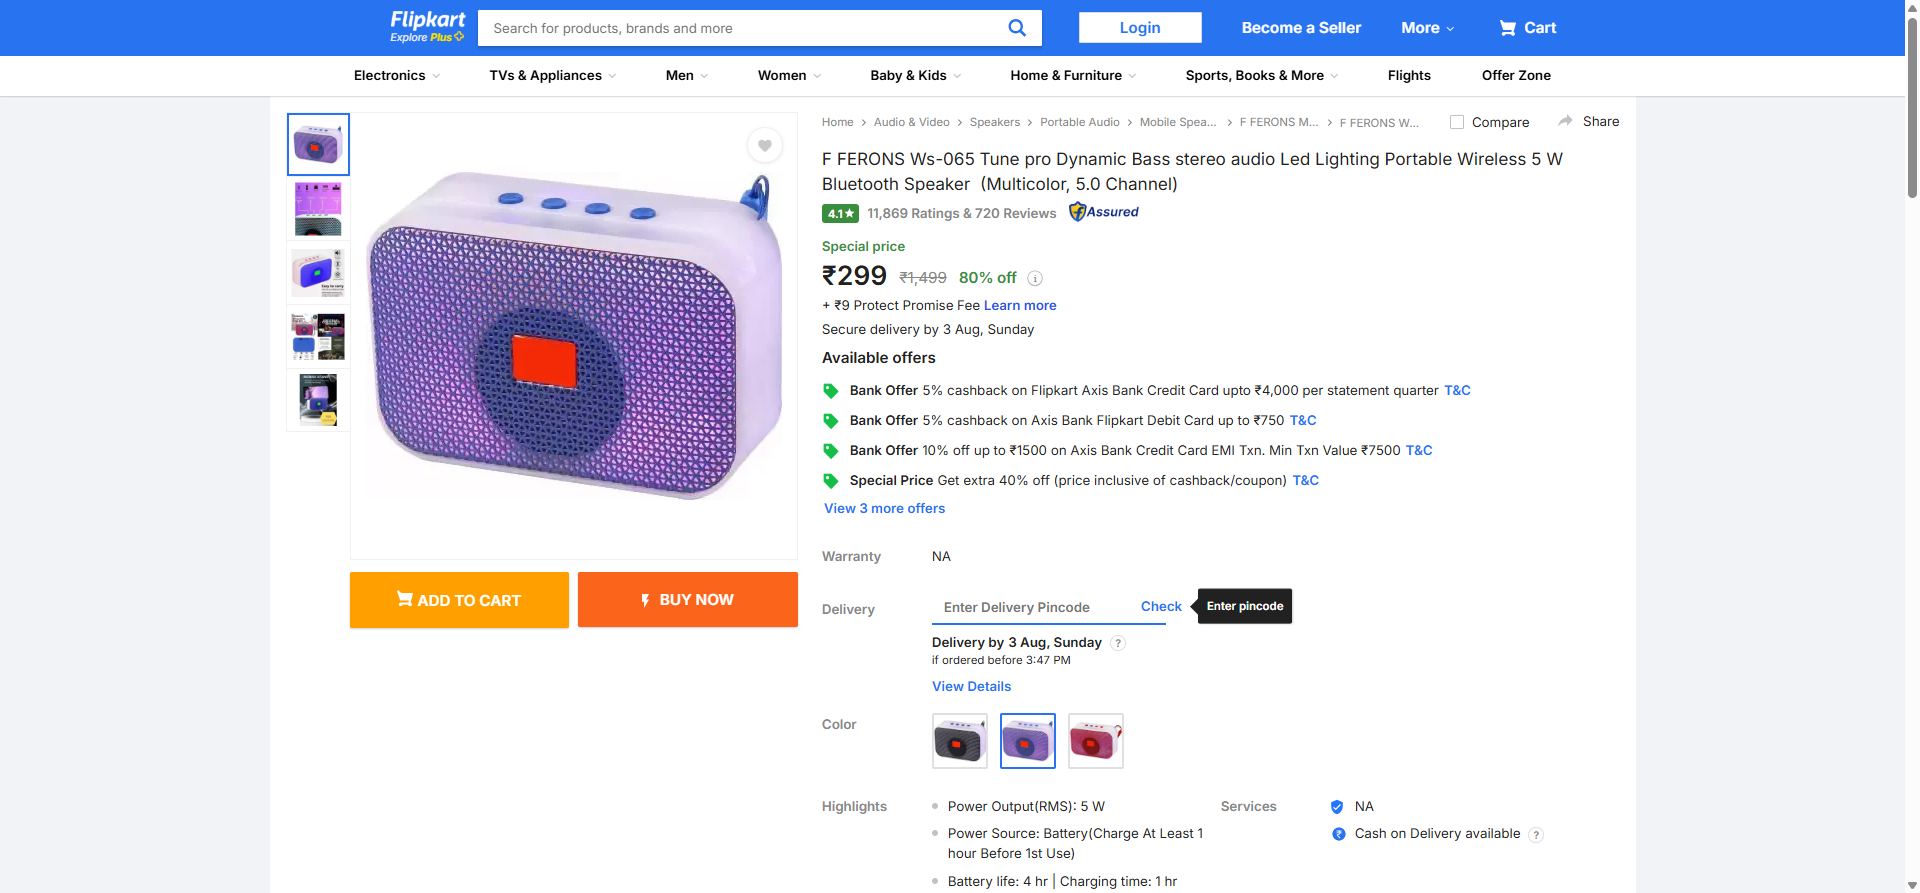 Flipkart
Explore Plus
Search for products, brands and more
Login
Become a Seller
More
Cart
Electronics
TVs & Appliances
Men
Women
Baby & Kids
Home & Furniture
Sports, Books & More
Flights
Offer Zone
Home
Audio & Video
Speakers
Portable Audio
Mobile Spea...
F FERONS M...
F FERONS W...
Compare
Share
F FERONS Ws-065 Tune pro Dynamic Bass stereo audio Led Lighting Portable Wireless 5 W
Bluetooth Speaker (Multicolor, 5.0 Channel)
4.1★ 11,869 Ratings & 720 Reviews Assured
Special price
₹299 ₹1,499 80% off
+ ₹9 Protect Promise Fee Learn more
Secure delivery by 3 Aug, Sunday
Available offers
Bank Offer 5% cashback on Flipkart Axis Bank Credit Card upto ₹4,000 per statement quarter T&C
Bank Offer 5% cashback on Axis Bank Flipkart Debit Card up to ₹750 T&C
Bank Offer 10% off up to ₹1500 on Axis Bank Credit Card EMI Txn. Min Txn Value ₹7500 T&C
Special Price Get extra 40% off (price inclusive of cashback/coupon) T&C
View 3 more offers
Warranty
NA
ADD TO CART
BUY NOW
Delivery
Enter Delivery Pincode
Check
Enter pincode
Delivery by 3 Aug, Sunday ?
if ordered before 3:47 PM
View Details
Color
Highlights
Power Output(RMS): 5 W
Power Source: Battery(Charge At Least 1
hour Before 1st Use)
Battery life: 4 hr | Charging time: 1 hr
Services
NA
Cash on Delivery available ?